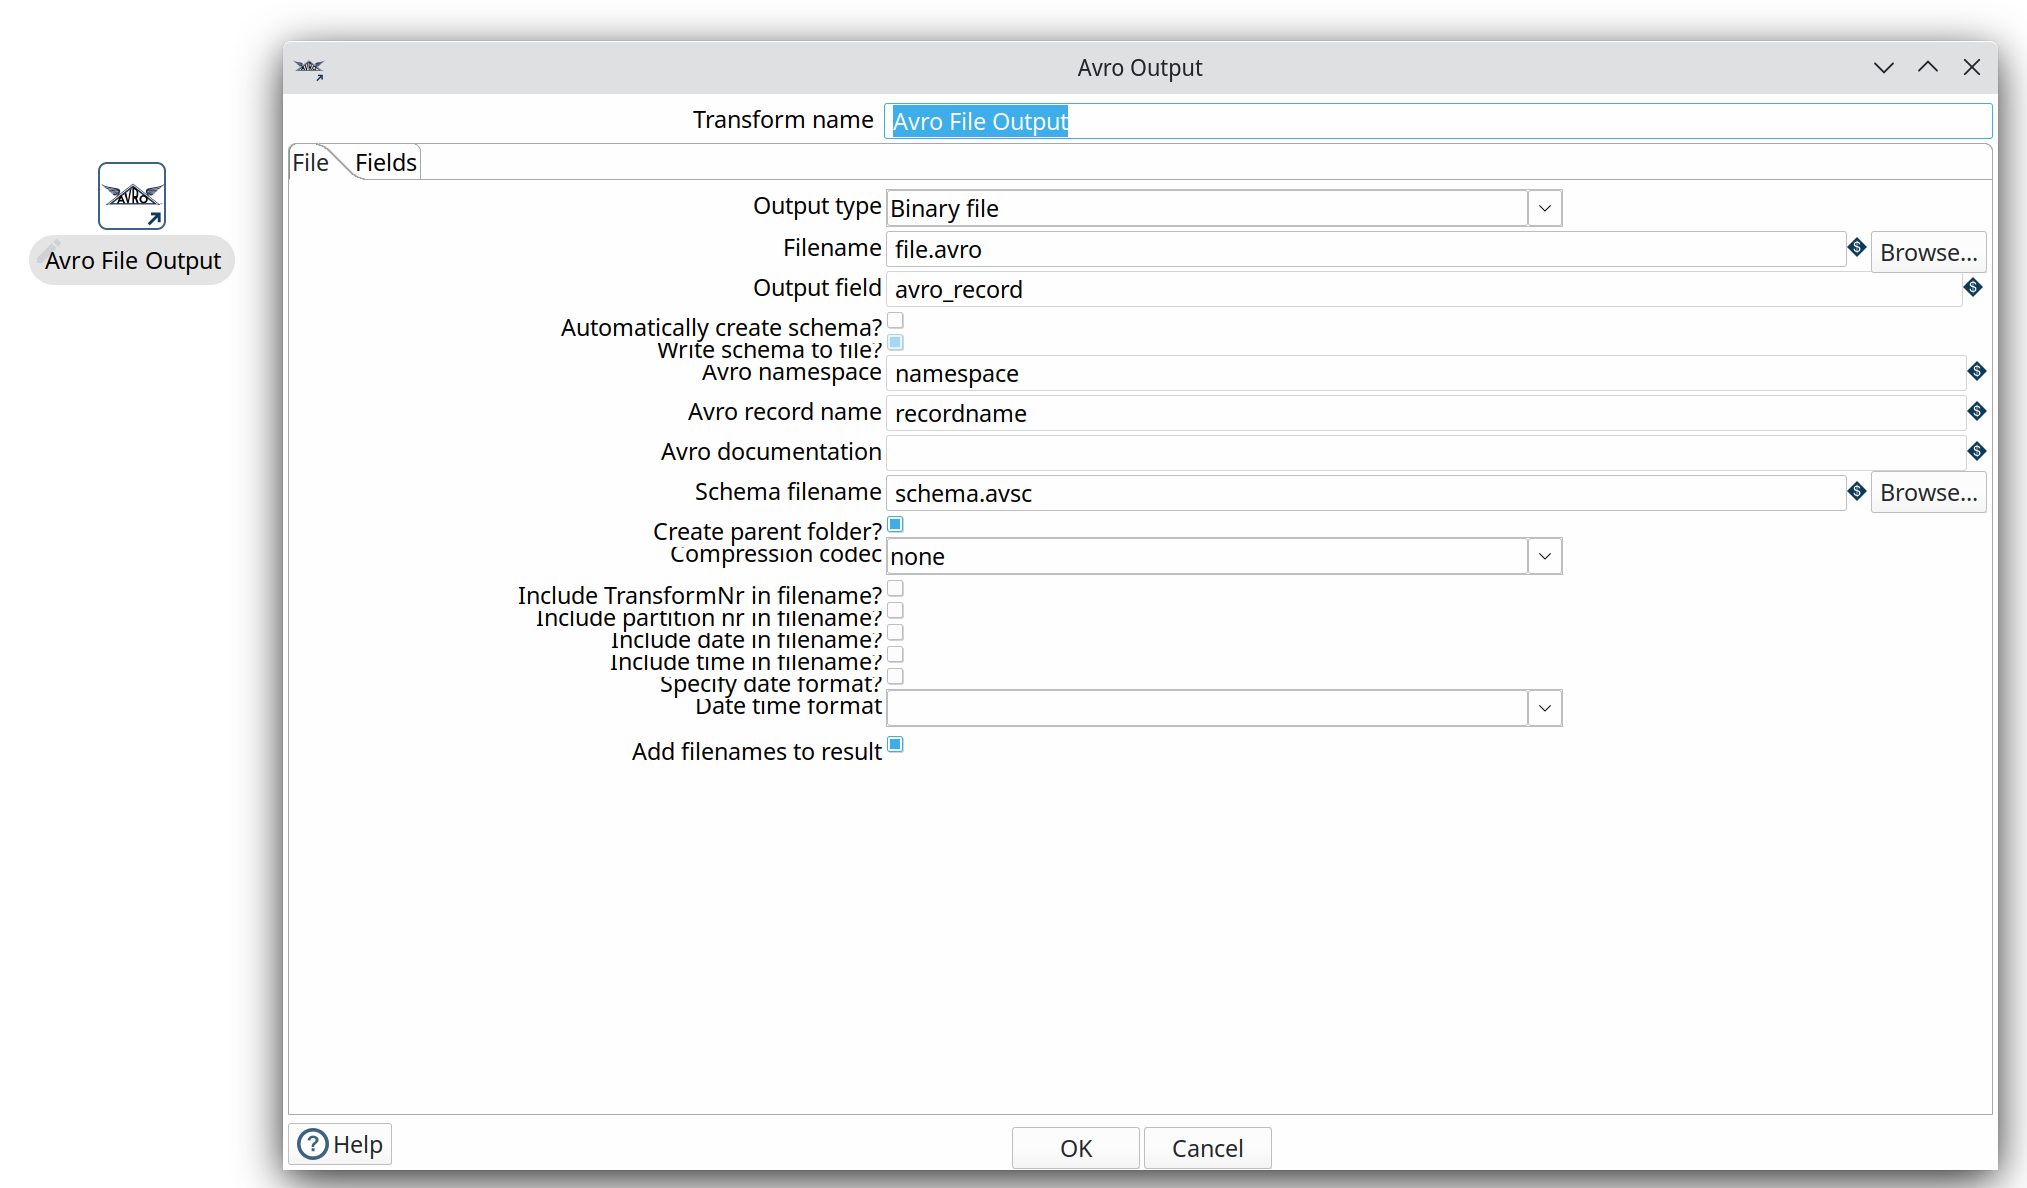 Avro Output
Transform name Avro File Output
File Fields
AVRO
Avro File Output
Output type Binary file
Filename file.avro Browse...
Output field avro_record
Automatically create schema?
Write schema to file?
Avro namespace namespace
Avro record name recordname
Avro documentation
Schema filename schema.avsc Browse...
Create parent folder?
Compression codec none
Include TransformNr in filename?
Include partition nr in filename?
Include date in filename?
Include time in filename?
Specify date format?
Date time format
Add filenames to result
? Help OK Cancel